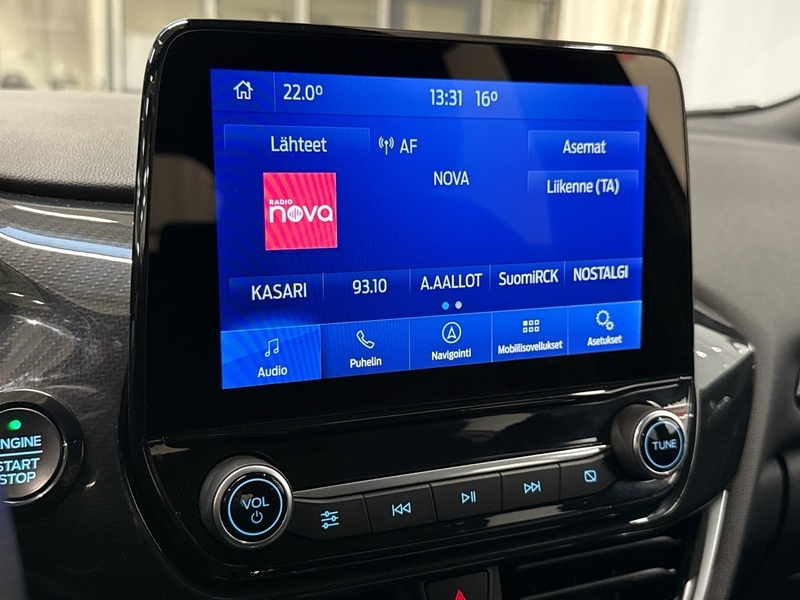 22.0° 13:31 16°
Lähteet AF Asemat
NOVA
Liikenne (TA)
RADIO
nova
KASARI 93.10 A.AALLOT SuomiRCK NOSTALGI
Audio Puhelin Navigointi Mobiilisovellukset Asetukset
ENGINE
START
STOP
VOL
TUNE